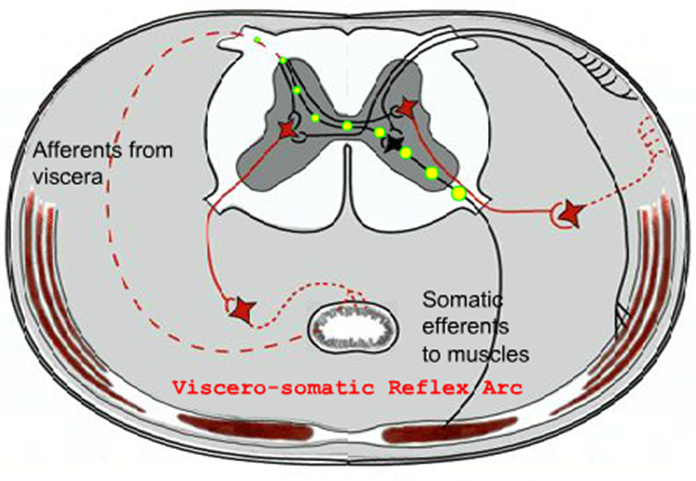 Afferents from
viscera
Somatic
efferents
to muscles
Viscero-somatic Reflex Arc